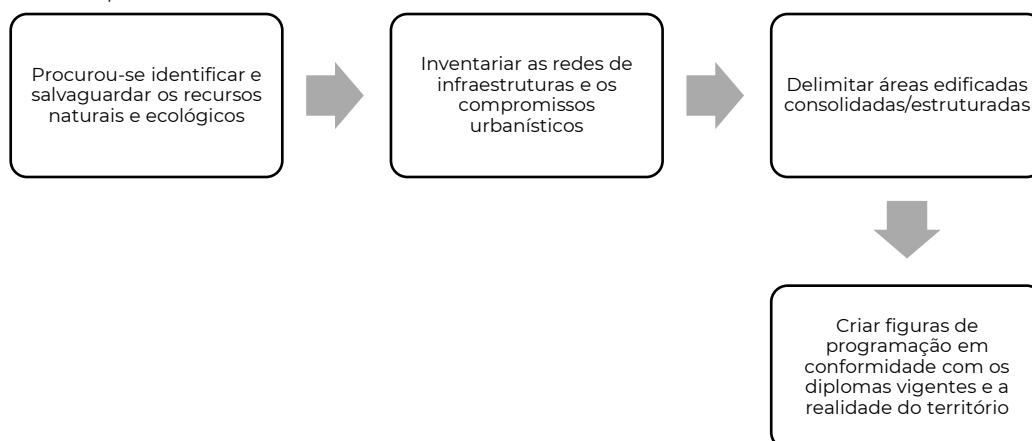 Procurou-se identificar e
salvaguardar os recursos
naturais e ecológicos
Inventariar as redes de
infraestruturas e os
compromissos
urbanísticos
Delimitar áreas edificadas
consolidadas/estruturadas
Criar figuras de
programação em
conformidade com os
diplomas vigentes e a
realidade do território